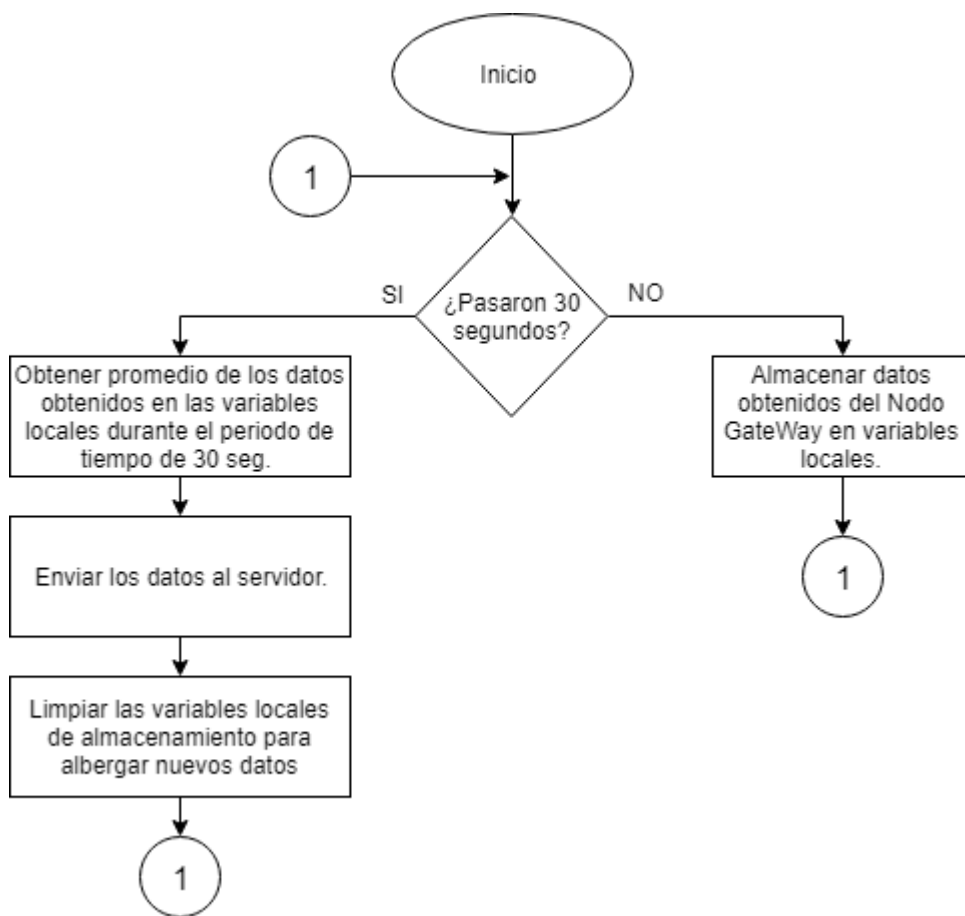 Inicio
1
¿Pasaron 30
segundos?
SI
NO
Obtener promedio de los datos
obtenidos en las variables
locales durante el periodo de
tiempo de 30 seg.
Almacenar datos
obtenidos del Nodo
GateWay en variables
locales.
Enviar los datos al servidor.
1
Limpiar las variables locales
de almacenamiento para
albergar nuevos datos
1